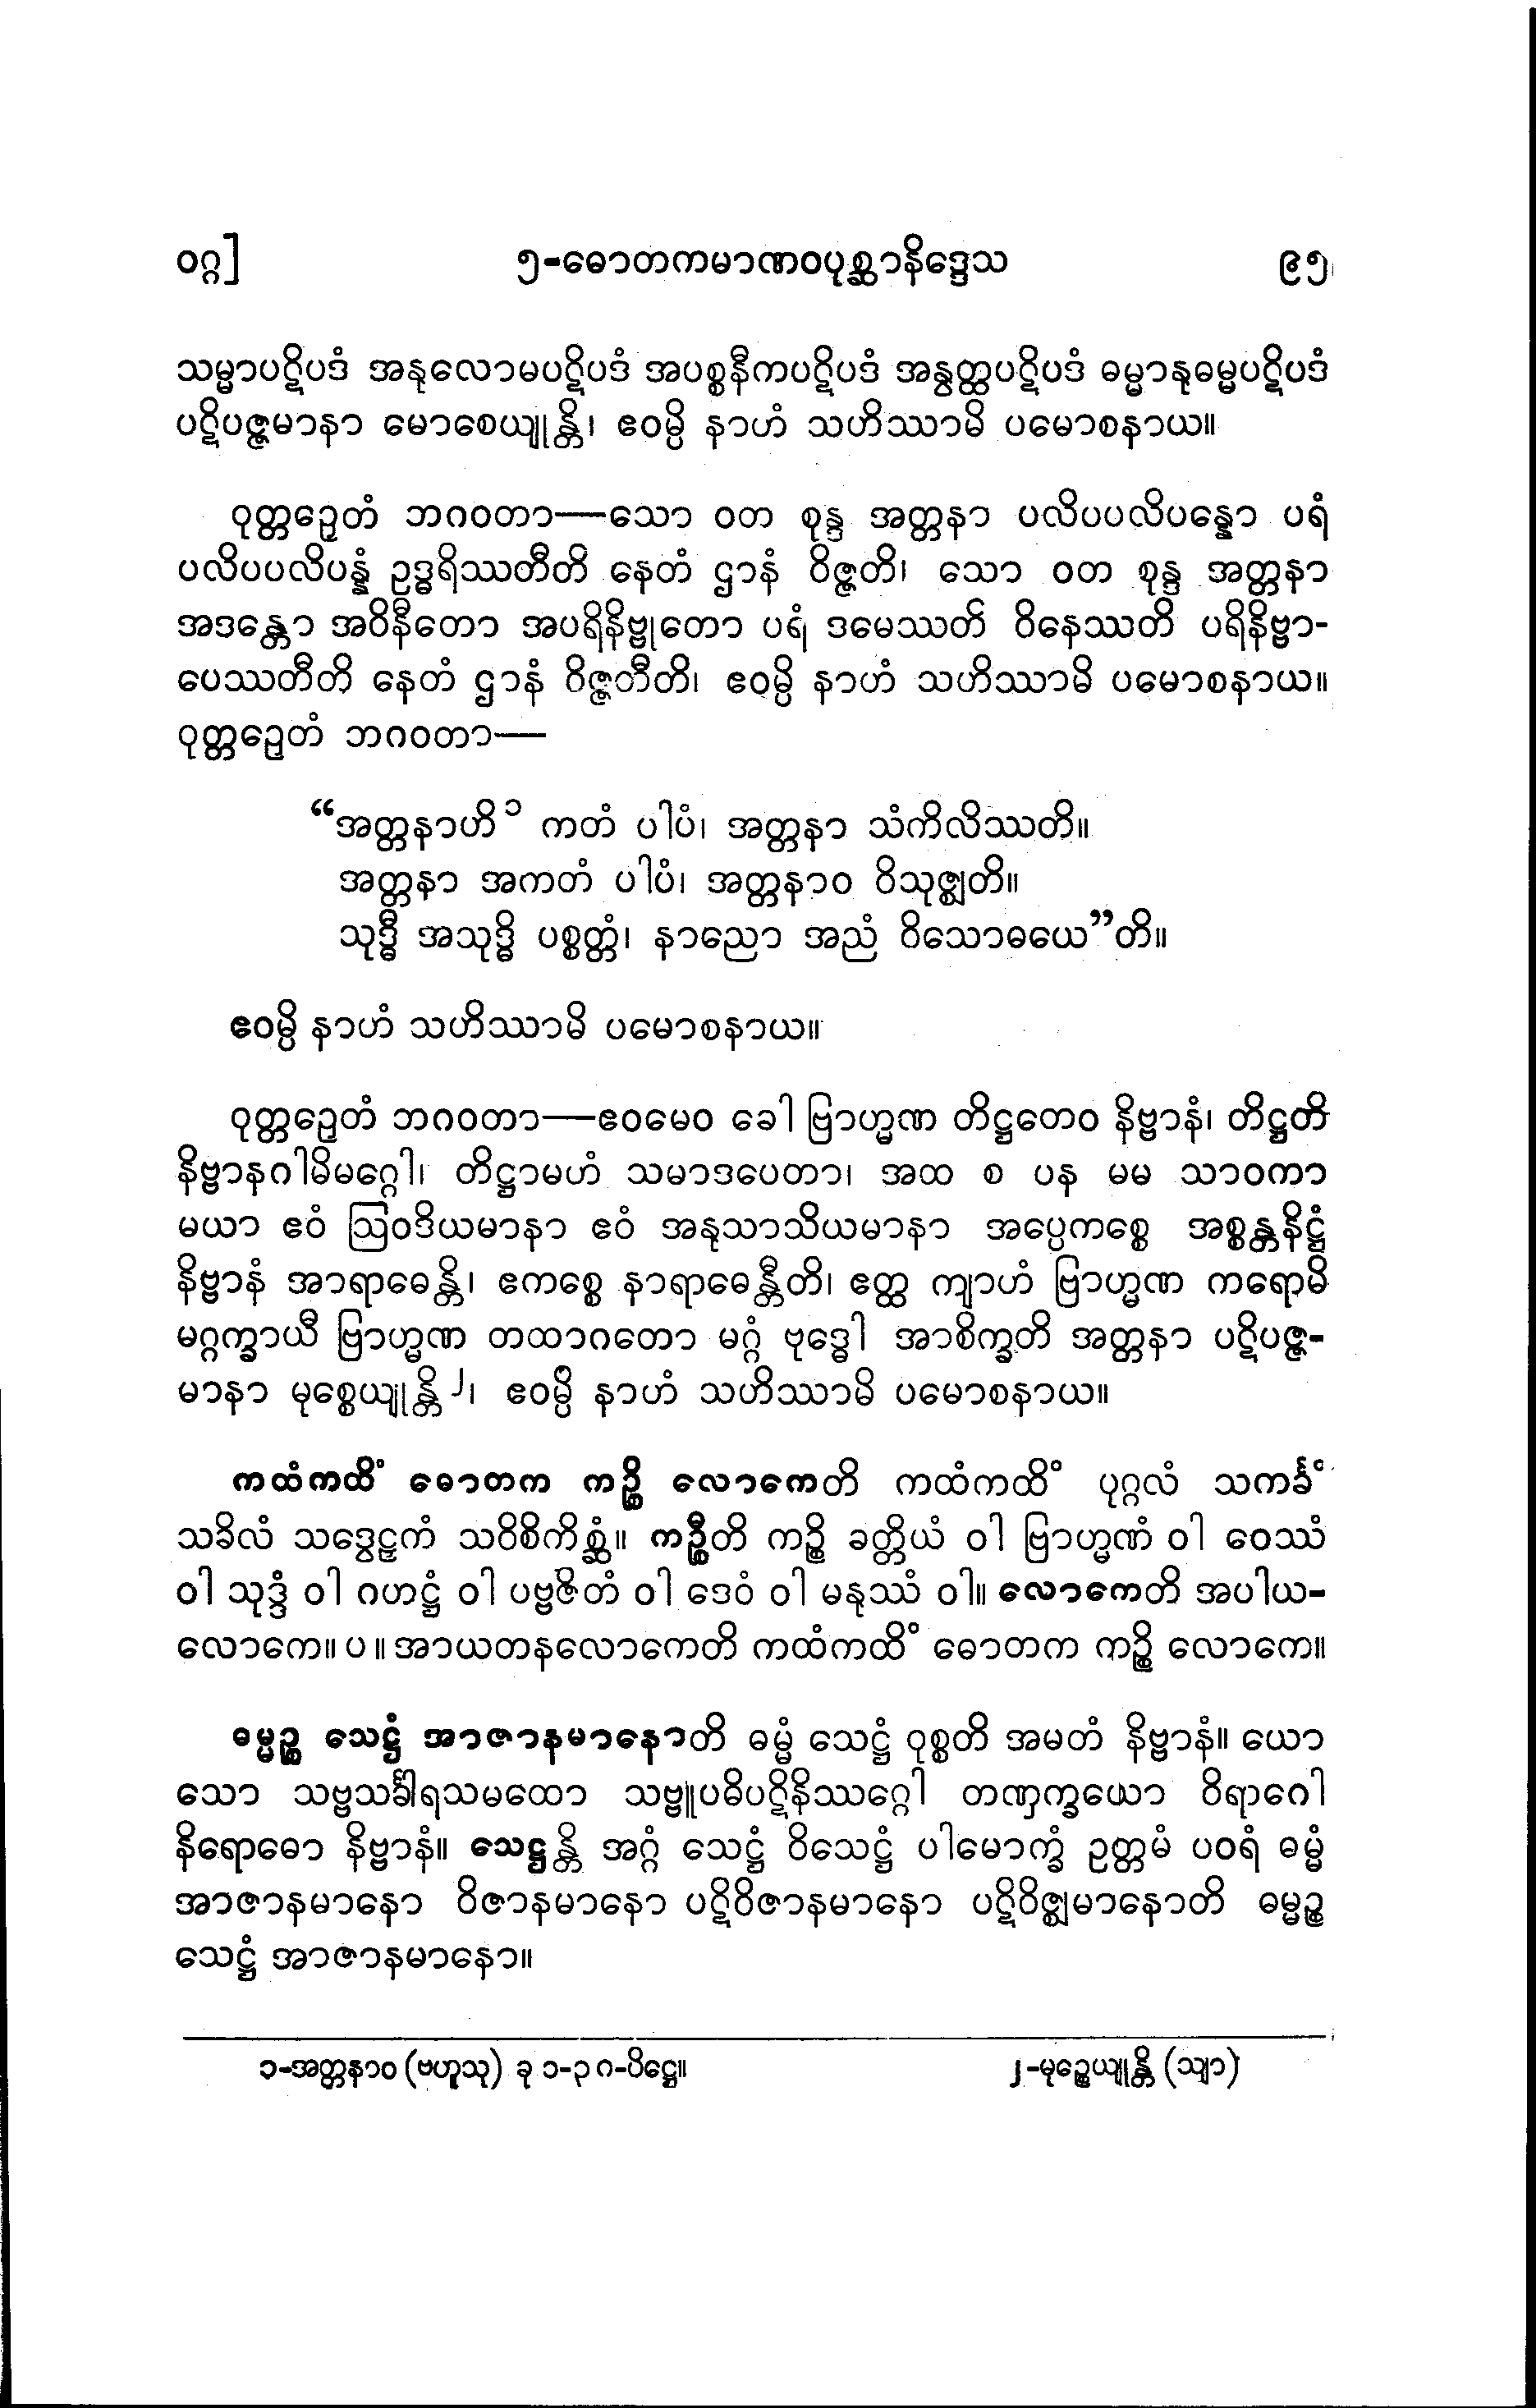 ဝဂ္ဂ] ၅-ဓောတကမာဏဝပုစ္ဆာနိဒ္ဒေသ ၉၅
သမ္မာပဋိပဒံ အနုလောမပဋိပဒံ အပစ္စနီကပဋိပဒံ အနွတ္ထပဋိပဒံ ဓမ္မာနုဓမ္မပဋိပဒံ
ပဋိပဇ္ဇမာနာ မောစေယျုန္တိ၊ ဧဝမ္ပိ နာဟံ သဟိဿာမိ ပမောစနာယ။
ဝုတ္တဉှေတံ ဘဂဝတာ—သော ဝတ စုန္ဒ အတ္တနာ ပလိပပလိပန္နော ပရံ
ပလိပပလိပန္နံ ဥဒ္ဓရိဿတီတိ နေတံ ဌာနံ ဝိဇ္ဇတိ၊ သော ဝတ စုန္ဒ အတ္တနာ
အဒန္တော အဝိနီတော အပရိနိဗ္ဗုတော ပရံ ဒမေဿတိ ဝိနေဿတိ ပရိနိဗ္ဗာ-
ပေဿတီတိ နေတံ ဌာနံ ဝိဇ္ဇတီတိ၊ ဧဝမ္ပိ နာဟံ သဟိဿာမိ ပမောစနာယ။
ဝုတ္တဉှေတံ ဘဂဝတာ—
“အတ္တနာဟိ ၁ ကတံ ပါပံ၊ အတ္တနာ သံကိလိဿတိ။
အတ္တနာ အကတံ ပါပံ၊ အတ္တနာဝ ဝိသုဇ္ဈတိ။
သုဒ္ဓီ အသုဒ္ဓိ ပစ္စတ္တံ၊ နာညော အညံ ဝိသောဓယေ”တိ။
ဧဝမ္ပိ နာဟံ သဟိဿာမိ ပမောစနာယ။
ဝုတ္တဉှေတံ ဘဂဝတာ—ဧဝမေဝ ခေါ ဗြာဟ္မဏ တိဋ္ဌတေဝ နိဗ္ဗာနံ၊ တိဋ္ဌတိ
နိဗ္ဗာနဂါမိမဂ္ဂေါ၊ တိဋ္ဌာမဟံ သမာဒပေတာ၊ အထ စ ပန မမ သာဝကာ
မယာ ဧဝံ ဩဝဒိယမာနာ ဧဝံ အနုသာသိယမာနာ အပ္ပေကစ္စေ အစ္စန္တနိဋ္ဌံ
နိဗ္ဗာနံ အာရာဓေန္တိ၊ ဧကစ္စေ နာရာဓေန္တီတိ၊ ဧတ္ထ ကျာဟံ ဗြာဟ္မဏ ကရောမိ
မဂ္ဂက္ခာယီ ဗြာဟ္မဏ တထာဂတော မဂ္ဂံ ဗုဒ္ဓေါ အာစိက္ခတိ အတ္တနာ ပဋိပဇ္ဇ-
မာနာ မုစ္စေယျုန္တိ ၂၊ ဧဝမ္ပိ နာဟံ သဟိဿာမိ ပမောစနာယ။
ကထံကထိံ ဓောတက ကဉ္စိ လောကေတိ ကထံကထိံ ပုဂ္ဂလံ သကင်္ခံ
သခိလံ သဒွေဠှကံ သဝိစိကိစ္ဆံ။ ကဉ္စီတိ ကဉ္စိ ခတ္တိယံ ဝါ ဗြာဟ္မဏံ ဝါ ဝေဿံ
ဝါ သုဒ္ဒံ ဝါ ဂဟဋ္ဌံ ဝါ ပဗ္ဗဇိတံ ဝါ ဒေဝံ ဝါ မနုဿံ ဝါ။ လောကေတိ အပါယ-
လောကေ။ ပ ။ အာယတနလောကေတိ ကထံကထိံ ဓောတက ကဉ္စိ လောကေ။
ဓမ္မဉ္စ သေဋ္ဌံ အာဇာနမာနောတိ ဓမ္မံ သေဋ္ဌံ ဝုစ္စတိ အမတံ နိဗ္ဗာနံ။ ယော
သော သဗ္ဗသင်္ခါရသမထော သဗ္ဗူပဓိပဋိနိဿဂ္ဂေါ တဏှက္ခယော ဝိရာဂေါ
နိရောဓော နိဗ္ဗာနံ။ သေဋ္ဌန္တိ အဂ္ဂံ သေဋ္ဌံ ဝိသေဋ္ဌံ ပါမောက္ခံ ဥတ္တမံ ပဝရံ ဓမ္မံ
အာဇာနမာနော ဝိဇာနမာနော ပဋိဝိဇာနမာနော ပဋိဝိဇ္ဈမာနောတိ ဓမ္မဉ္စ
သေဋ္ဌံ အာဇာနမာနော။
၁-အတ္တနာဝ (ဗဟူသု) ခု ၁-၃၈-ပိဋ္ဌေ။ ၂-မုဉ္စေယျုန္တိ (သျာ)